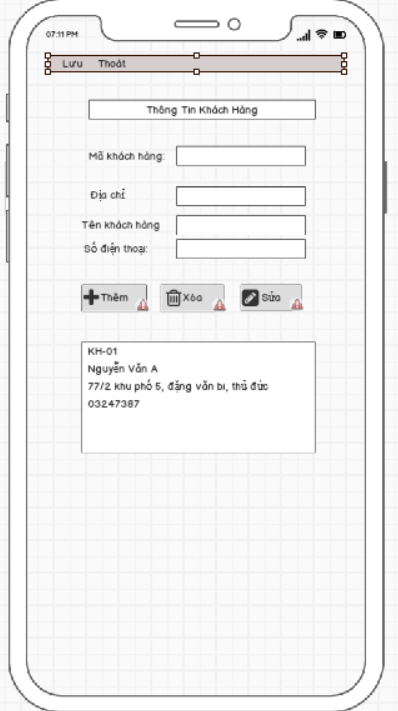 07:11 PM
Lưu Thoát
Thông Tin Khách Hàng
Mã khách hàng:
Địa chỉ
Tên khách hàng
Số điện thoại:
Thêm Xóa Sửa
KH-01
Nguyễn Văn A
77/2 khu phố 5, đặng văn bi, thủ đức
03247387